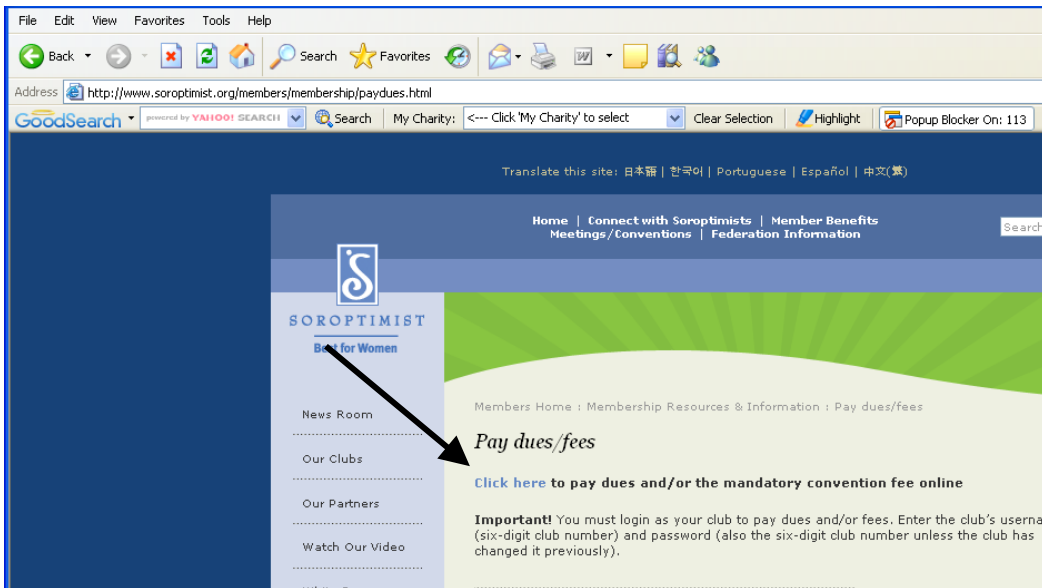 File Edit View Favorites Tools Help
Back Search Favorites
Address http://www.soroptimist.org/members/membership/paydues.html
GoodSearch powered by YAHOO! SEARCH Search My Charity: <--- Click 'My Charity' to select Clear Selection Highlight Popup Blocker On: 113
Translate this site: 日本語 | 한국어 | Portuguese | Español | 中文(繁)
Home | Connect with Soroptimists | Member Benefits
Meetings/Conventions | Federation Information
Search
S
SOROPTIMIST
Best for Women
News Room
Our Clubs
Our Partners
Watch Our Video
Members Home : Membership Resources & Information : Pay dues/fees
Pay dues/fees
Click here to pay dues and/or the mandatory convention fee online
Important! You must login as your club to pay dues and/or fees. Enter the club's userna
(six-digit club number) and password (also the six-digit club number unless the club has
changed it previously).